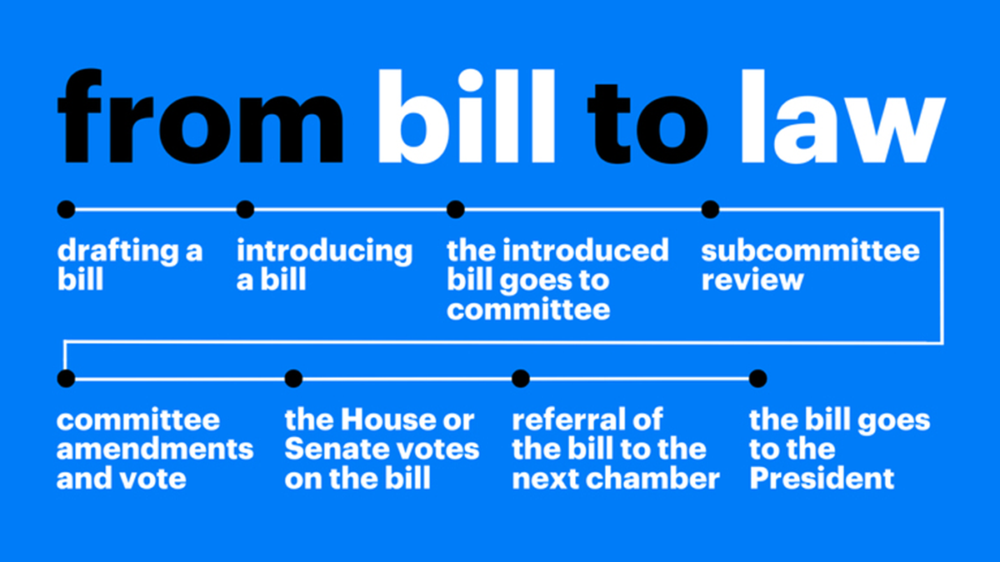 from bill to law
drafting a
bill
introducing
a bill
the introduced
bill goes to
committee
subcommittee
review
committee
amendments
and vote
the House or
Senate votes
on the bill
referral of
the bill to the
next chamber
the bill goes
to the
President